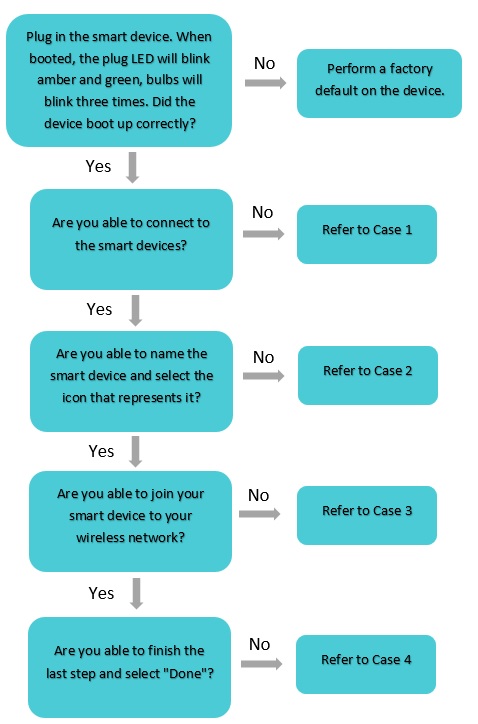 Plug in the smart device. When
booted, the plug LED will blink
amber and green, bulbs will
blink three times. Did the
device boot up correctly?
No
Perform a factory
default on the device.
Yes
Are you able to connect to
the smart devices?
No
Refer to Case 1
Yes
Are you able to name the
smart device and select the
icon that represents it?
No
Refer to Case 2
Yes
Are you able to join your
smart device to your
wireless network?
No
Refer to Case 3
Yes
Are you able to finish the
last step and select "Done"?
No
Refer to Case 4